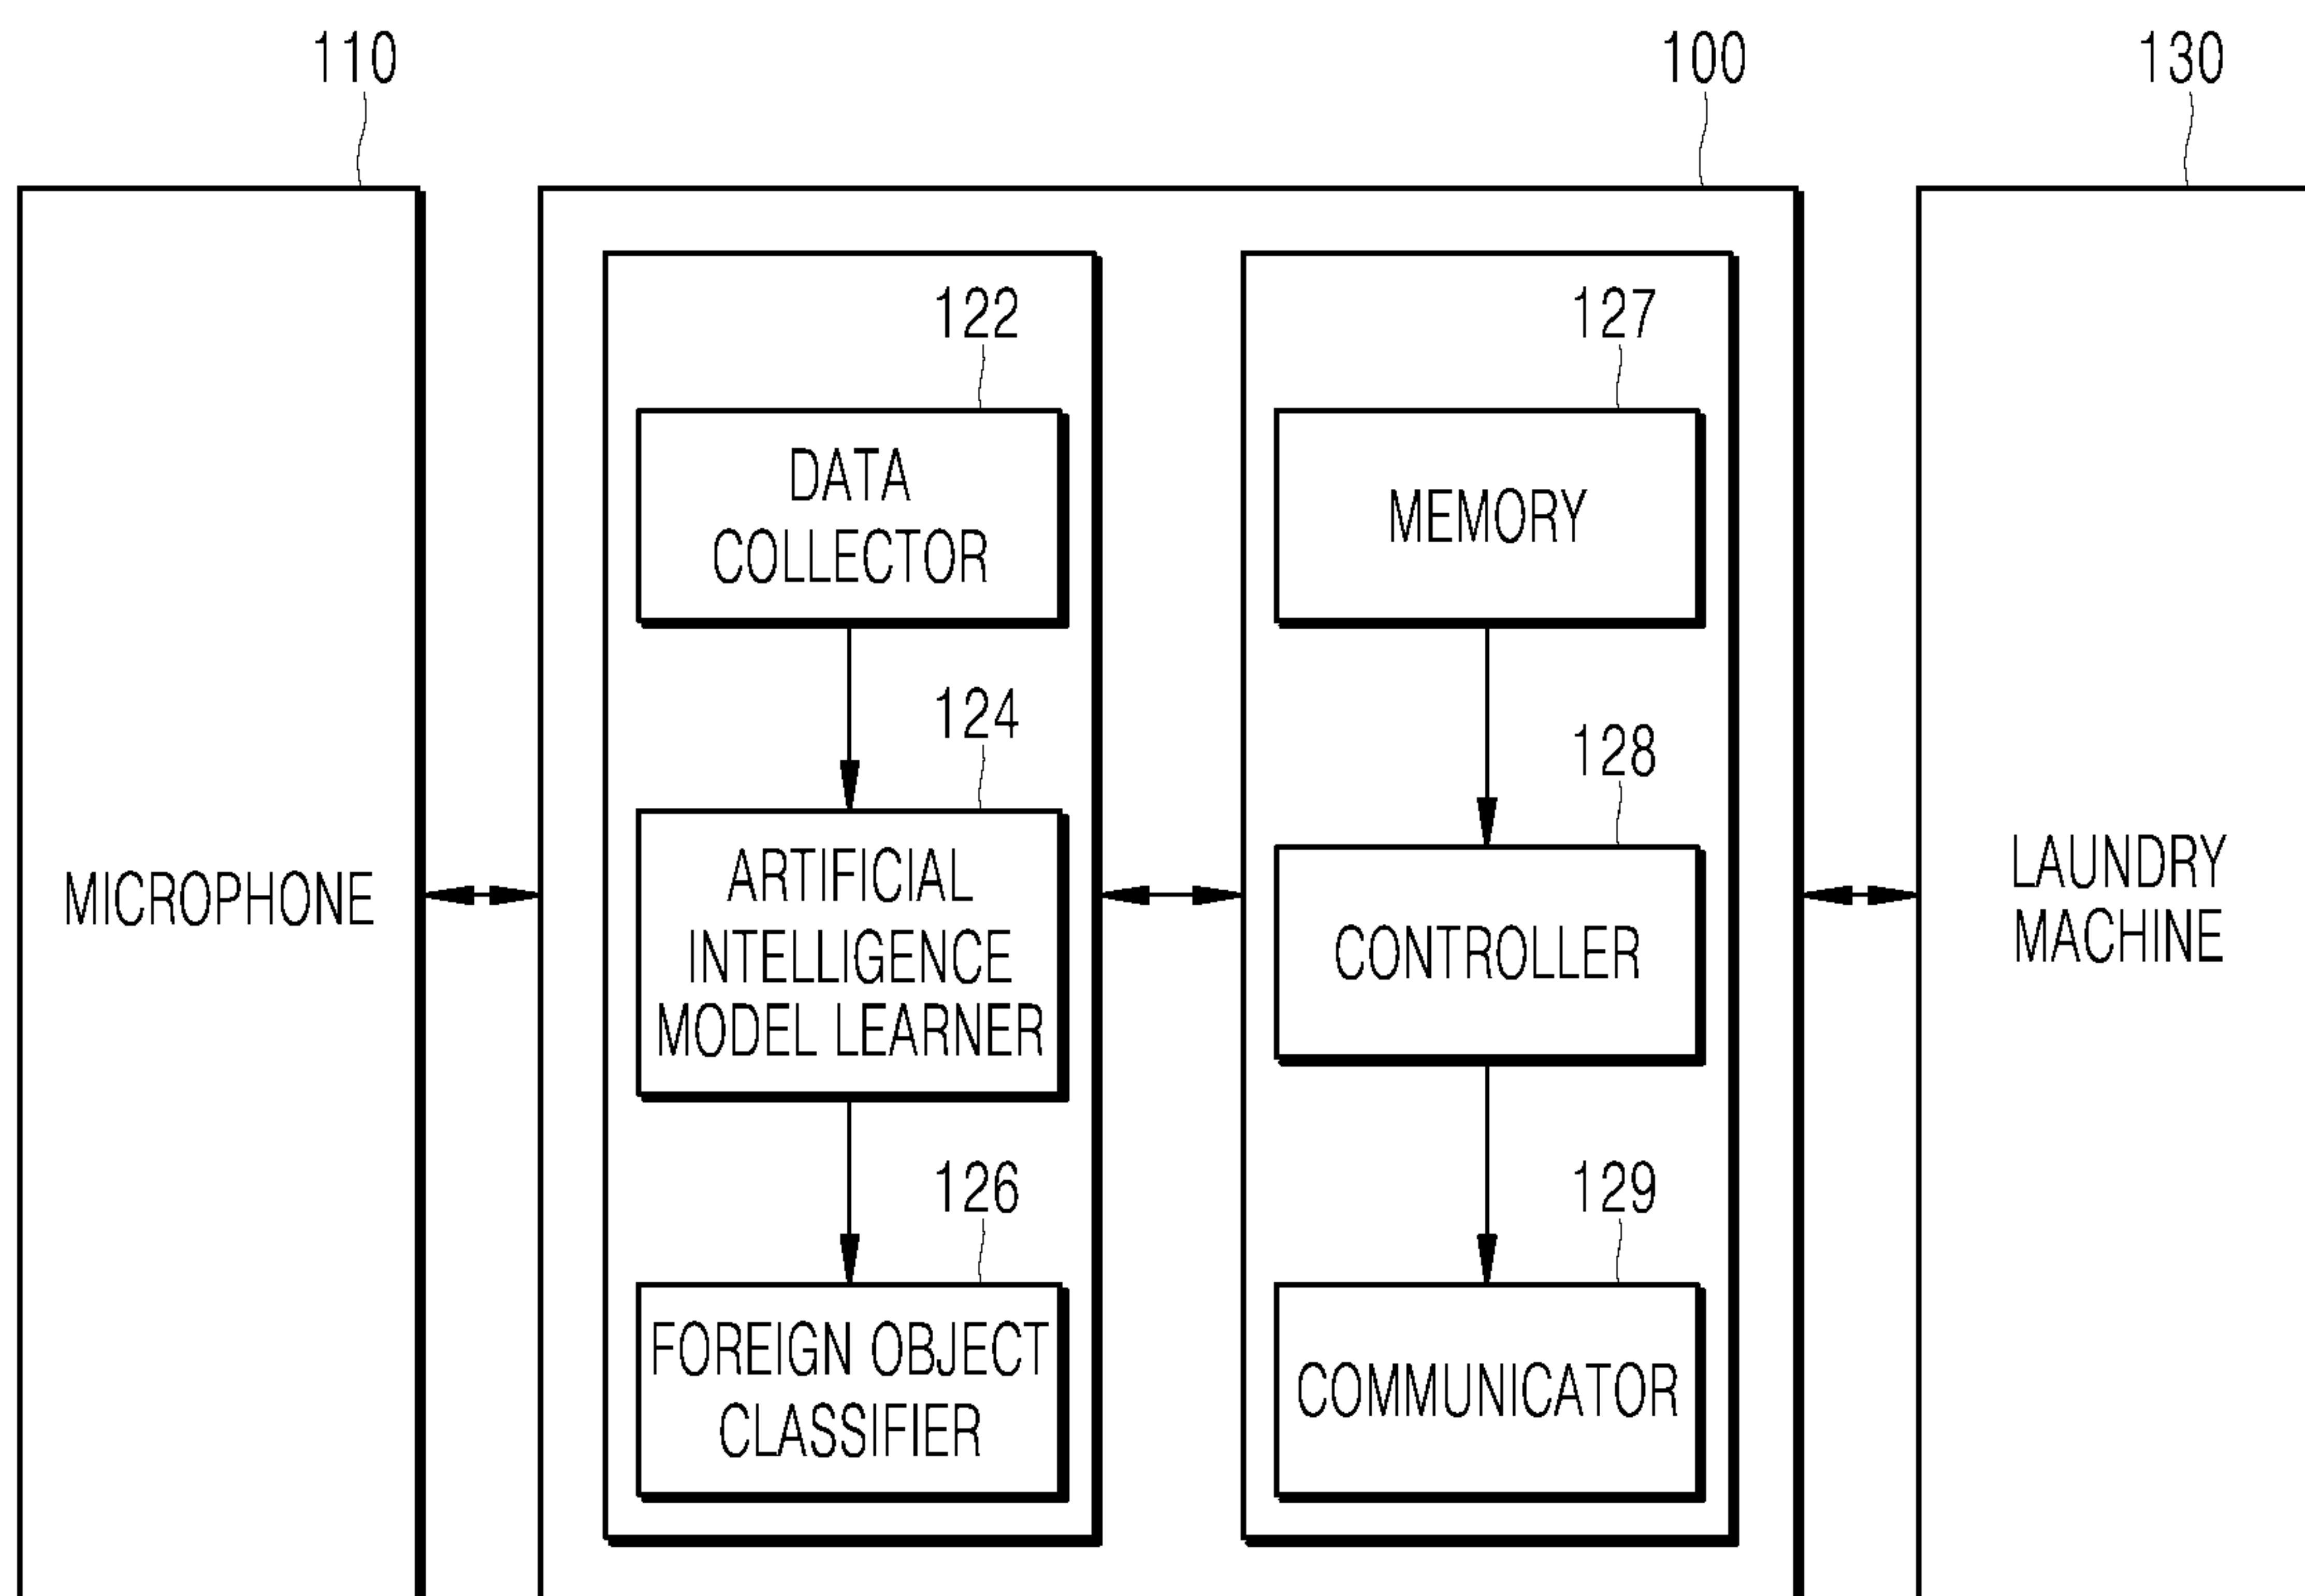 110
100
130
122
127
DATA
COLLECTOR
MEMORY
124
128
MICROPHONE
ARTIFICIAL
INTELLIGENCE
MODEL LEARNER
CONTROLLER
LAUNDRY
MACHINE
126
129
FOREIGN OBJECT
CLASSIFIER
COMMUNICATOR